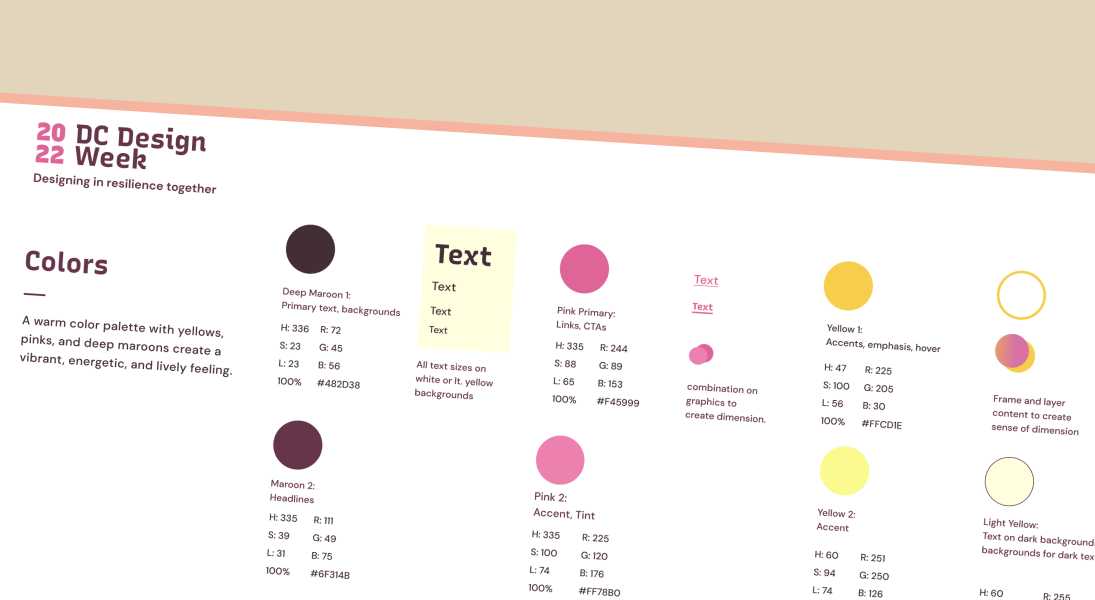 20 DC Design
22 Week
Designing in resilience together
Colors
A warm color palette with yellows,
pinks, and deep maroons create a
vibrant, energetic, and lively feeling.
Deep Maroon 1:
Primary text, backgrounds
H: 336 R: 72
S: 23 G: 45
L: 23 B: 56
100% #482D38
Text
Text
Text
Text
All text sizes on
white or lt. yellow
backgrounds
Pink Primary:
Links, CTAs
H: 335 R: 244
S: 88 G: 89
L: 65 B: 153
100% #F45999
Text
Text
combination on
graphics to
create dimension.
Yellow 1:
Accents, emphasis, hover
H: 47 R: 225
S: 100 G: 205
L: 56 B: 30
100% #FFCD1E
Frame and layer
content to create
sense of dimension
Maroon 2:
Headlines
H: 335 R: 111
S: 39 G: 49
L: 31 B: 75
100% #6F314B
Pink 2:
Accent, Tint
H: 335 R: 225
S: 100 G: 120
L: 74 B: 176
100% #FF78B0
Yellow 2:
Accent
H: 60 R: 251
S: 94 G: 250
L: 74 B: 126
Light Yellow:
Text on dark backgrounds
backgrounds for dark tex
H: 60 R: 255